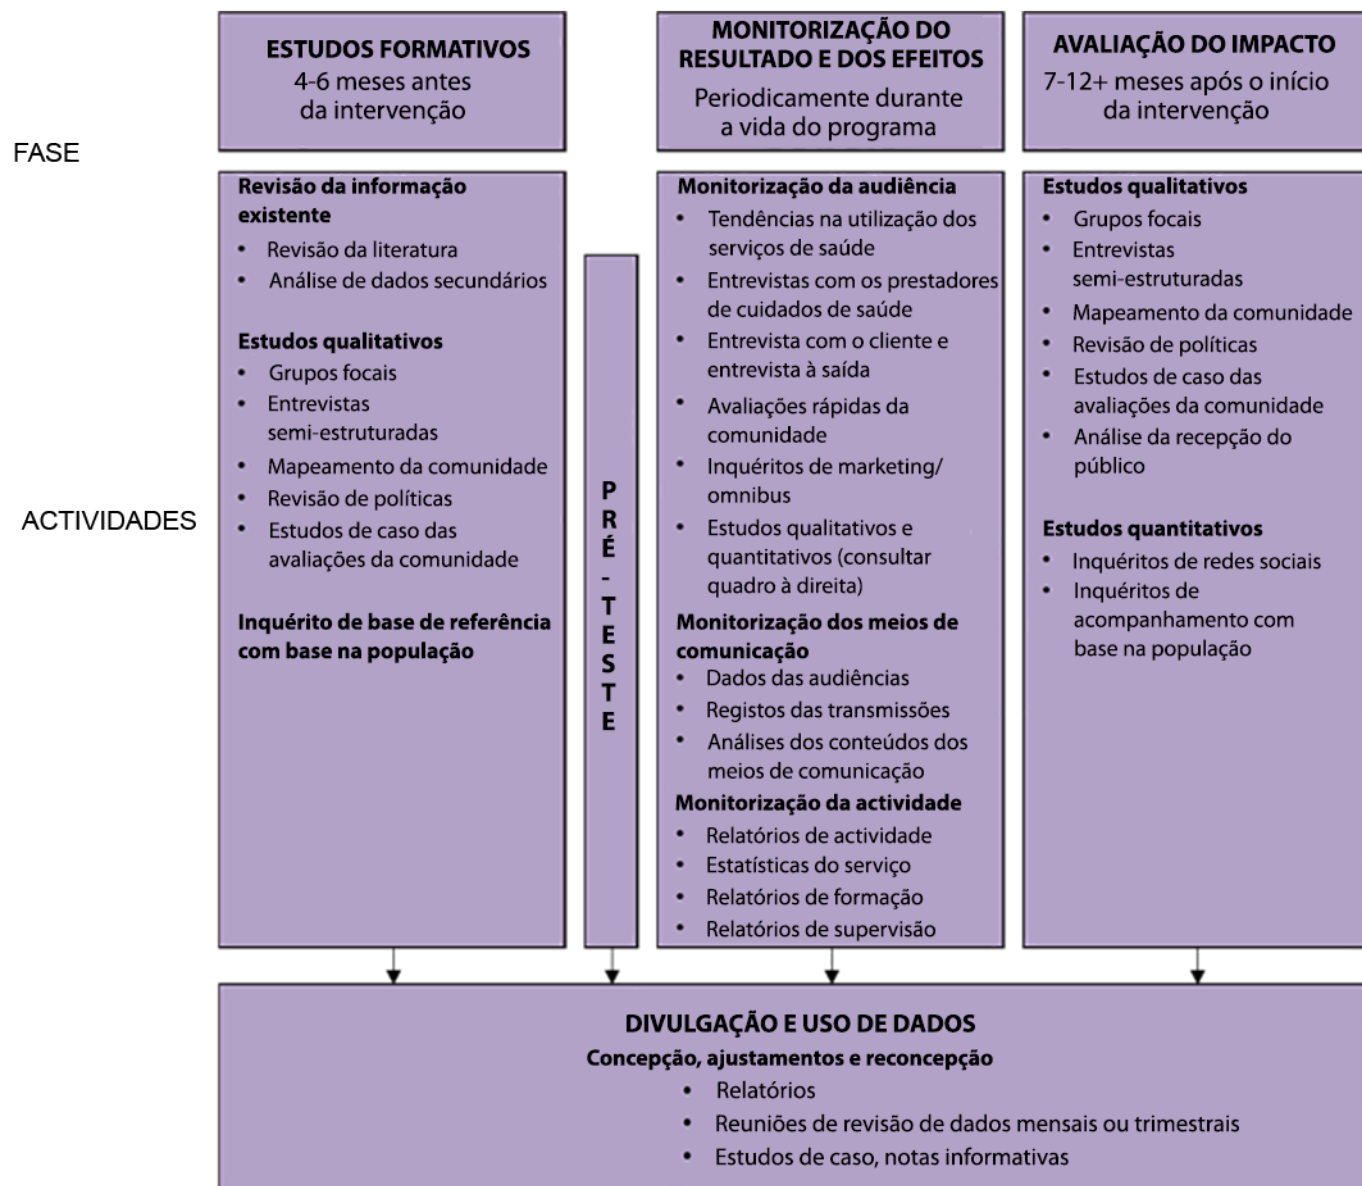 ESTUDOS FORMATIVOS
4-6 meses antes
da intervenção
MONITORIZAÇÃO DO
RESULTADO E DOS EFEITOS
Periodicamente durante
a vida do programa
AVALIAÇÃO DO IMPACTO
7-12+ meses após o início
da intervenção
FASE
ACTIVIDADES
Revisão da informação
existente
• Revisão da literatura
• Análise de dados secundários
Estudos qualitativos
• Grupos focais
• Entrevistas
semi-estruturadas
• Mapeamento da comunidade
• Revisão de políticas
• Estudos de caso das
avaliações da comunidade
Inquérito de base de referência
com base na população
PRÉ-TESTE
Monitorização da audiência
• Tendências na utilização dos
serviços de saúde
• Entrevistas com os prestadores
de cuidados de saúde
• Entrevista com o cliente e
entrevista à saída
• Avaliações rápidas da
comunidade
• Inquéritos de marketing/
omnibus
• Estudos qualitativos e
quantitativos (consultar
quadro à direita)
Monitorização dos meios de
comunicação
• Dados das audiências
• Registos das transmissões
• Análises dos conteúdos dos
meios de comunicação
Monitorização da actividade
• Relatórios de actividade
• Estatísticas do serviço
• Relatórios de formação
• Relatórios de supervisão
Estudos qualitativos
• Grupos focais
• Entrevistas
semi-estruturadas
• Mapeamento da comunidade
• Revisão de políticas
• Estudos de caso das
avaliações da comunidade
• Análise da recepção do
público
Estudos quantitativos
• Inquéritos de redes sociais
• Inquéritos de
acompanhamento com
base na população
DIVULGAÇÃO E USO DE DADOS
Concepção, ajustamentos e reconcepção
• Relatórios
• Reuniões de revisão de dados mensais ou trimestrais
• Estudos de caso, notas informativas